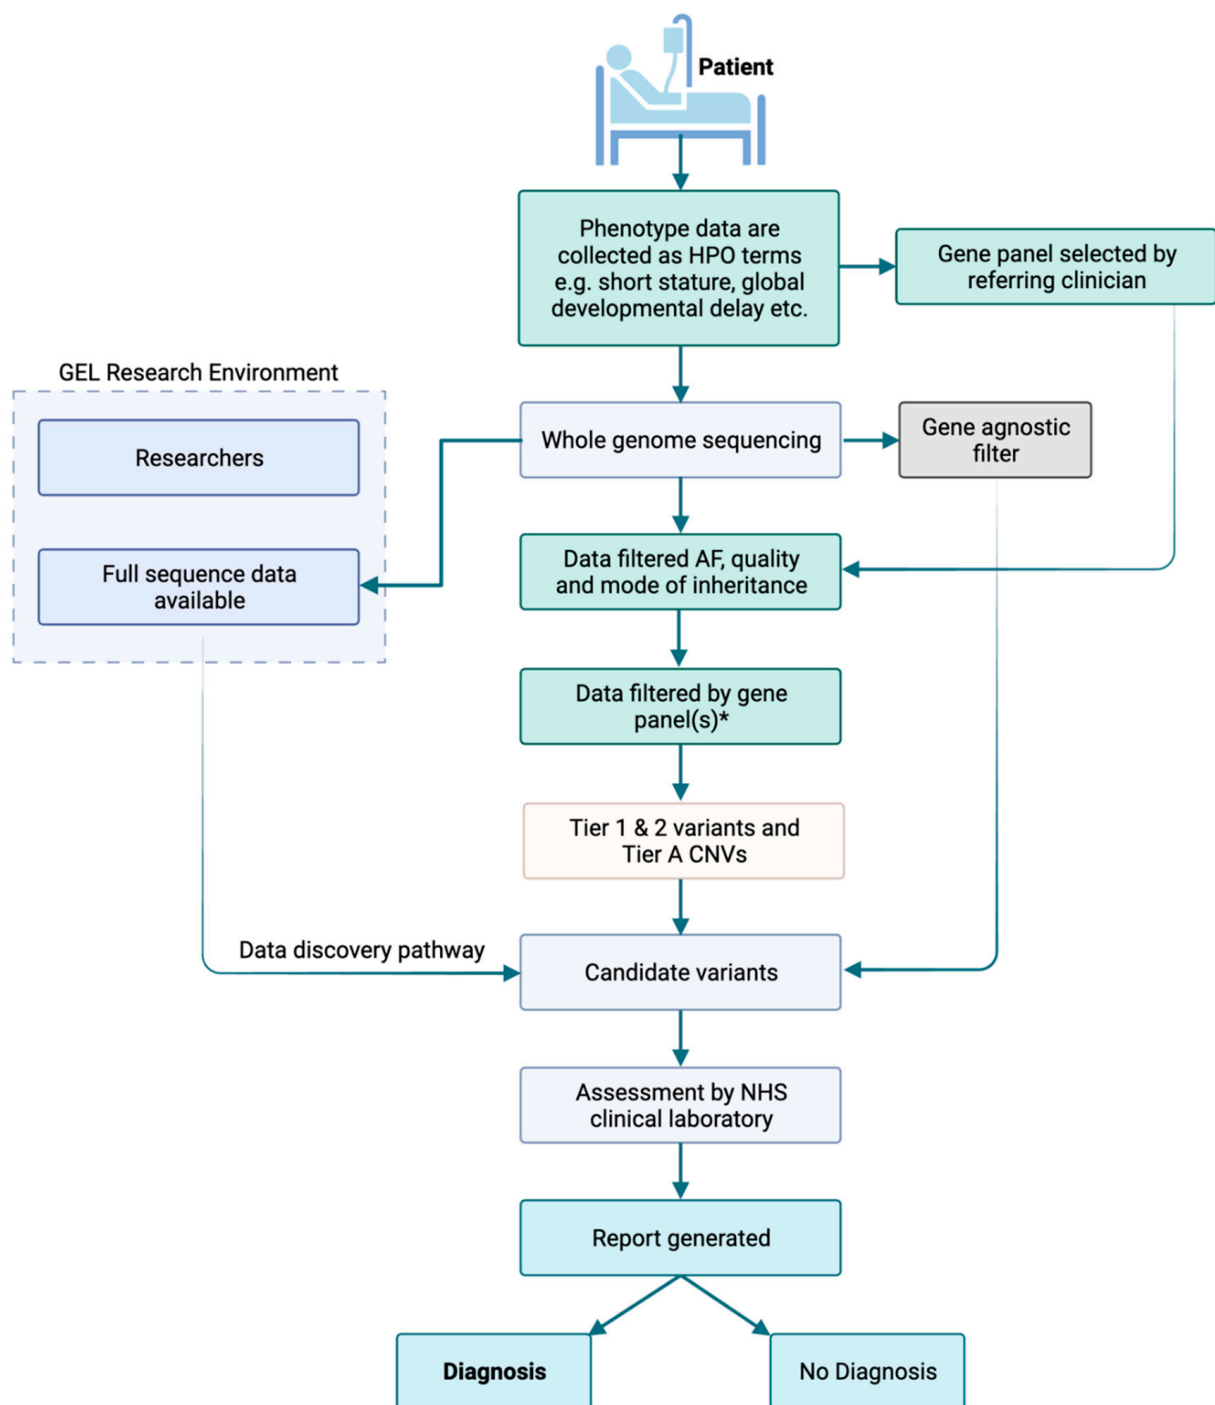 Patient
Phenotype data are
collected as HPO terms
e.g. short stature, global
developmental delay etc.
Gene panel selected by
referring clinician
GEL Research Environment
Researchers
Full sequence data
available
Whole genome sequencing
Gene agnostic
filter
Data filtered AF, quality
and mode of inheritance
Data filtered by gene
panel(s)*
Tier 1 & 2 variants and
Tier A CNVs
Data discovery pathway
Candidate variants
Assessment by NHS
clinical laboratory
Report generated
Diagnosis
No Diagnosis